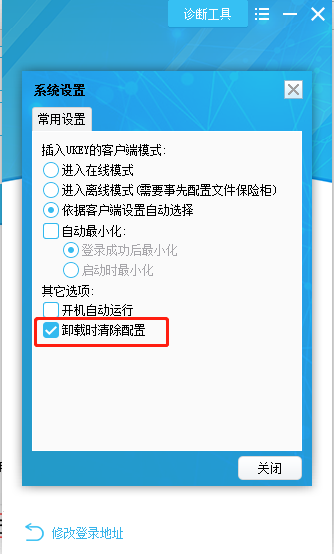 诊断工具
系统设置
常用设置
插入UKEY的客户端模式:
进入在线模式
进入离线模式(需要事先配置文件保险柜)
依据客户端设置自动选择
自动最小化:
登录成功后最小化
启动时最小化
其它选项:
开机自动运行
卸载时清除配置
关闭
修改登录地址